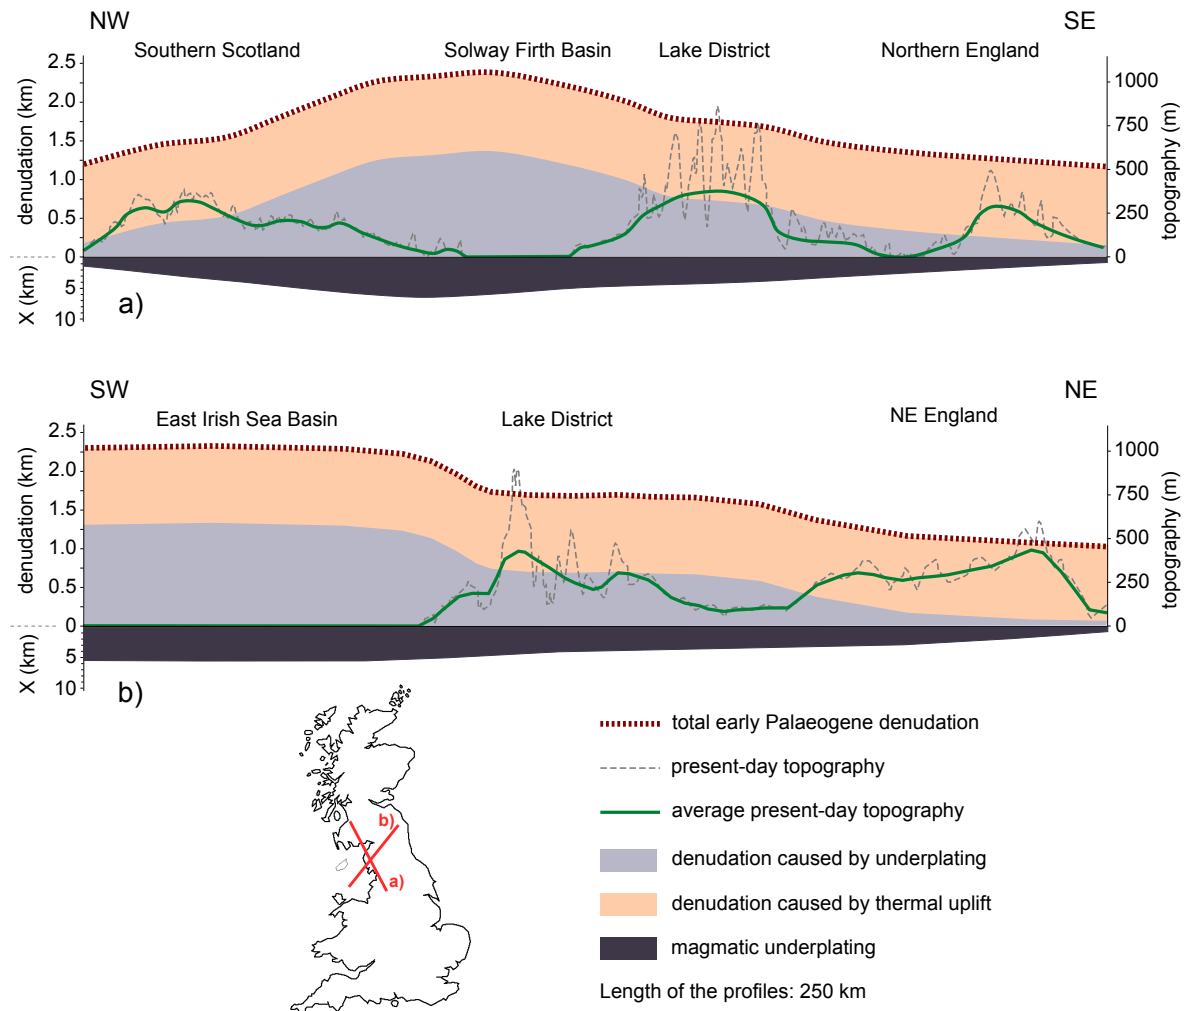 NW
SE
Southern Scotland
Solway Firth Basin
Lake District
Northern England
denudation (km)
2.5
2.0
1.5
1.0
0.5
0
X (km)
5
10
topography (m)
1000
750
500
250
0
a)
SW
NE
East Irish Sea Basin
Lake District
NE England
denudation (km)
2.5
2.0
1.5
1.0
0.5
0
X (km)
5
10
topography (m)
1000
750
500
250
0
b)
b)
a)
total early Palaeogene denudation
present-day topography
average present-day topography
denudation caused by underplating
denudation caused by thermal uplift
magmatic underplating
Length of the profiles: 250 km